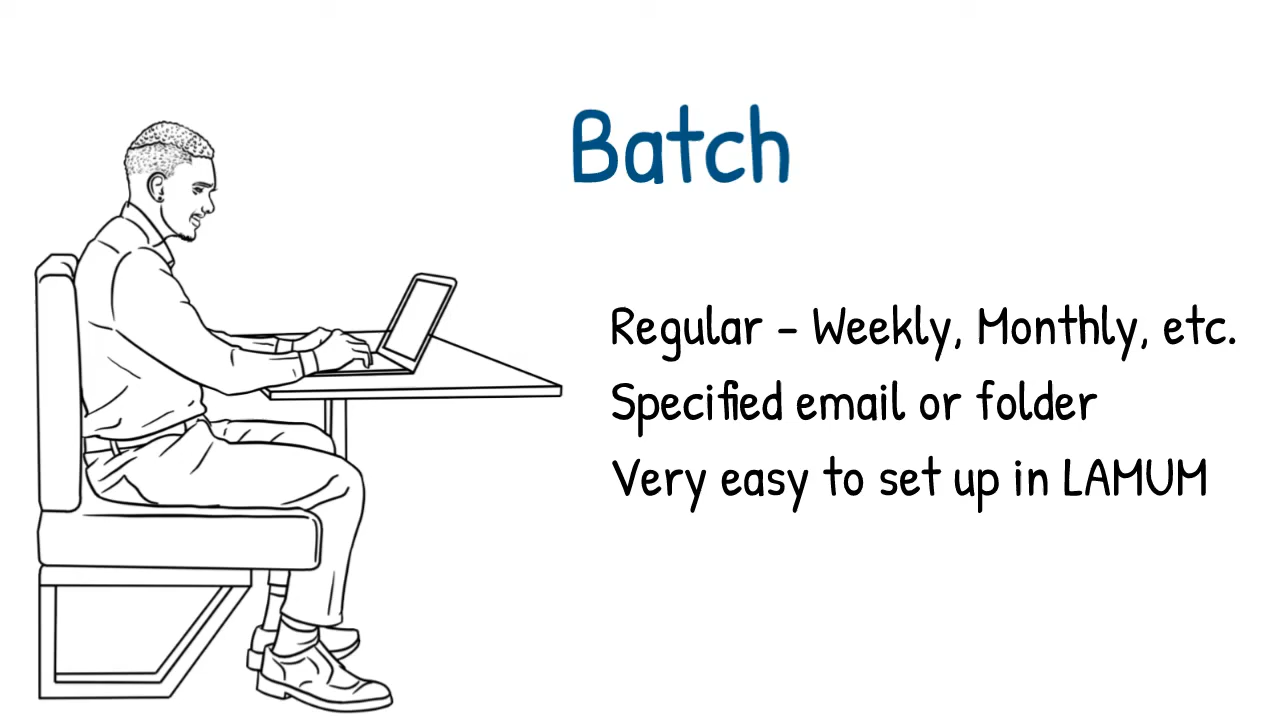 Batch
Regular - Weekly, Monthly, etc.
Specified email or folder
Very easy to set up in LAMUM